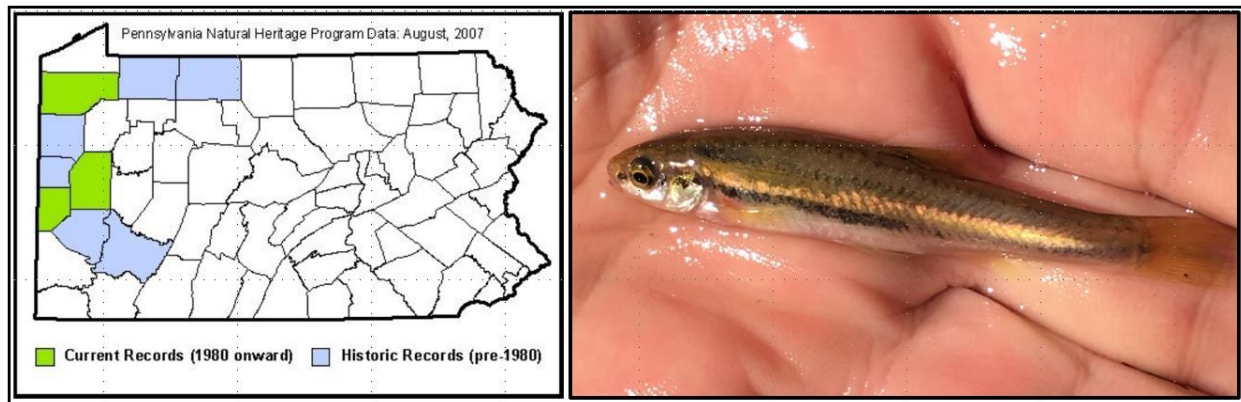 Pennsylvania Natural Heritage Program Data: August, 2007
Current Records (1980 onward)
Historic Records (pre-1980)